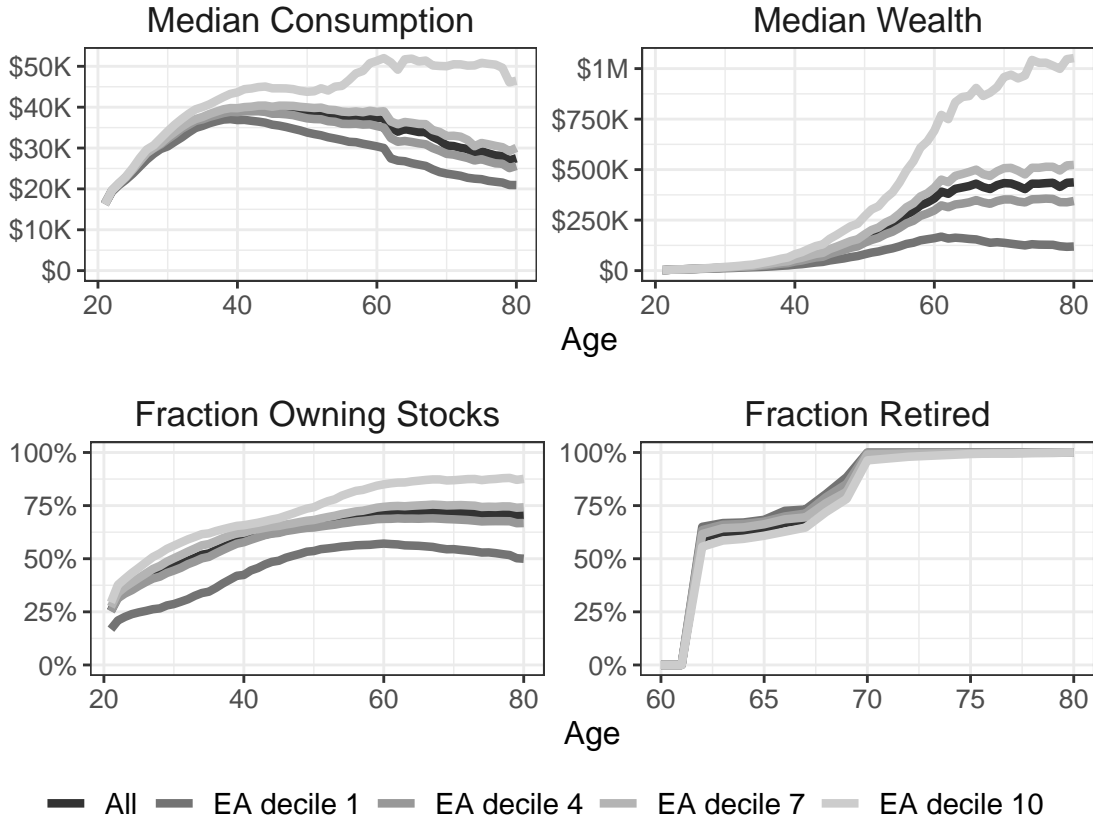 Median Consumption
$50K
$40K
$30K
$20K
$10K
$0
20 40 60 80
Median Wealth
$1M
$750K
$500K
$250K
$0
20 40 60 80
Age
Fraction Owning Stocks
100%
75%
50%
25%
0%
20 40 60 80
Fraction Retired
100%
75%
50%
25%
0%
60 65 70 75 80
Age
All EA decile 1 EA decile 4 EA decile 7 EA decile 10